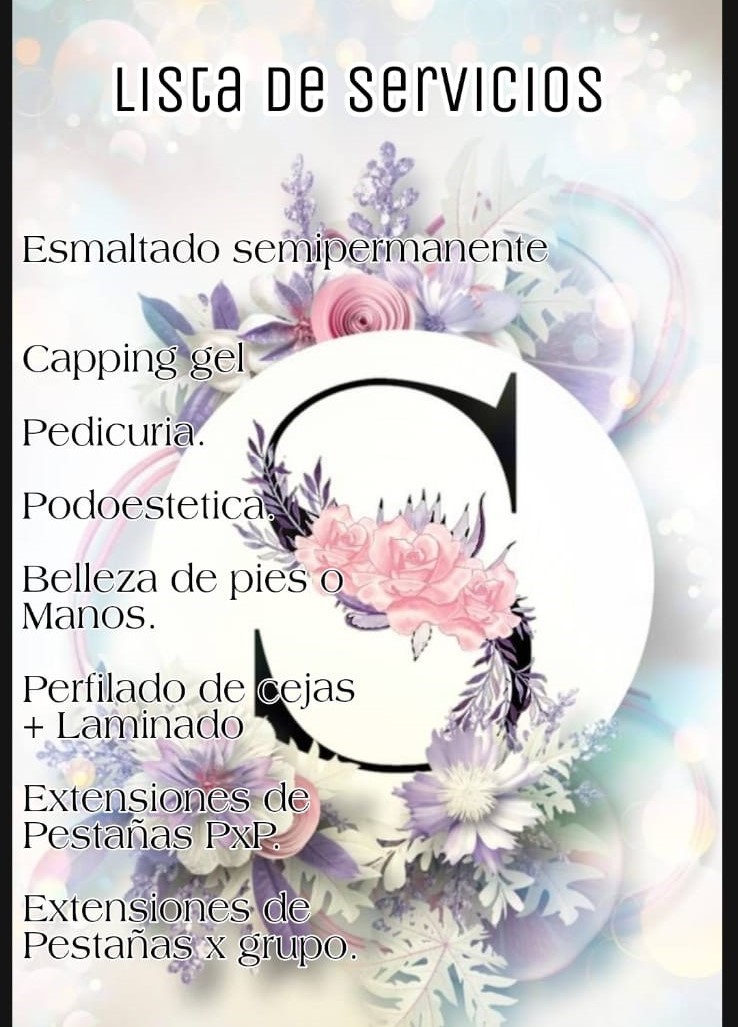 Lista de servicios
Esmaltado semipermanente
Capping gel
Pedicuria.
Podoestetica.
Belleza de pies o
Manos.
Perfilado de cejas
+ Laminado
Extensiones de
Pestañas PxP.
Extensiones de
Pestañas x grupo.
S